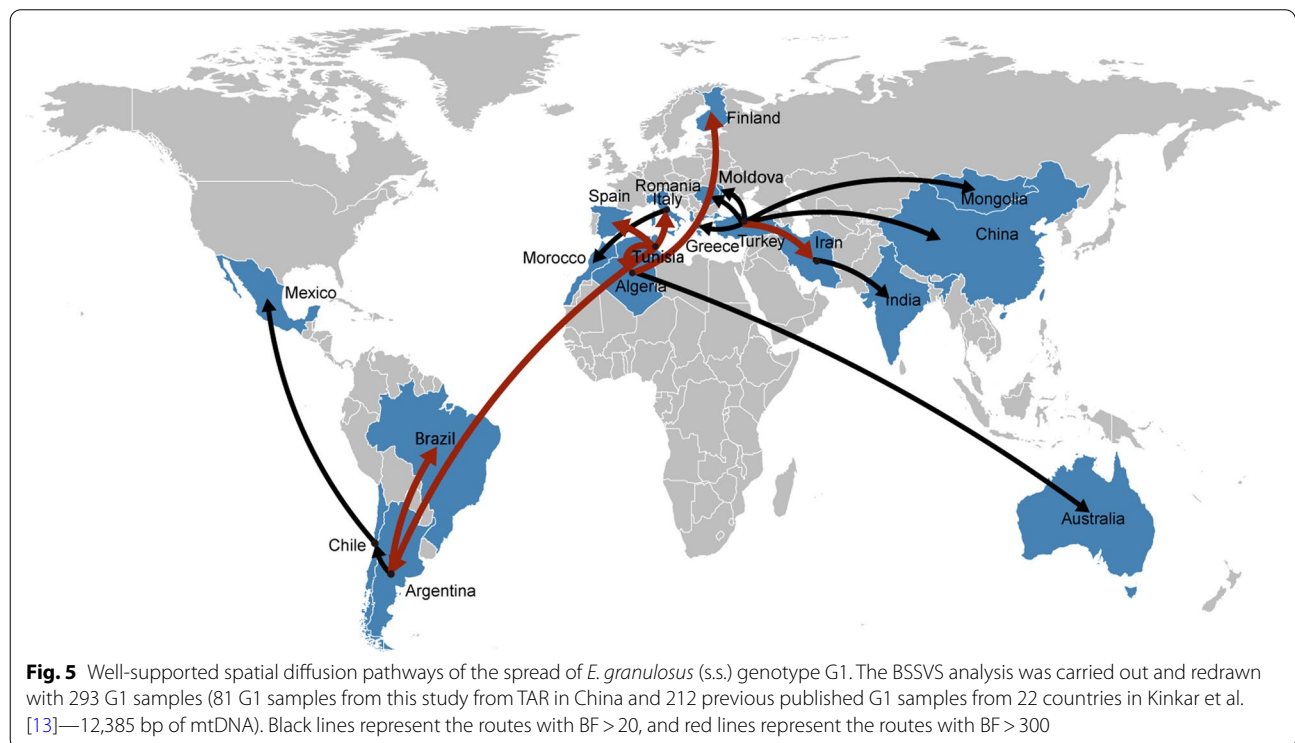 Finland
Moldova
Romania
Spain
Italy
Mongolia
China
Greece
Turkey
Iran
Morocco
Tunisia
Algeria
India
Mexico
Brazil
Australia
Chile
Argentina
Fig. 5 Well-supported spatial diffusion pathways of the spread of E. granulosus (s.s.) genotype G1. The BSSVS analysis was carried out and redrawn
with 293 G1 samples (81 G1 samples from this study from TAR in China and 212 previous published G1 samples from 22 countries in Kinkar et al.
[13]—12,385 bp of mtDNA). Black lines represent the routes with BF > 20, and red lines represent the routes with BF > 300